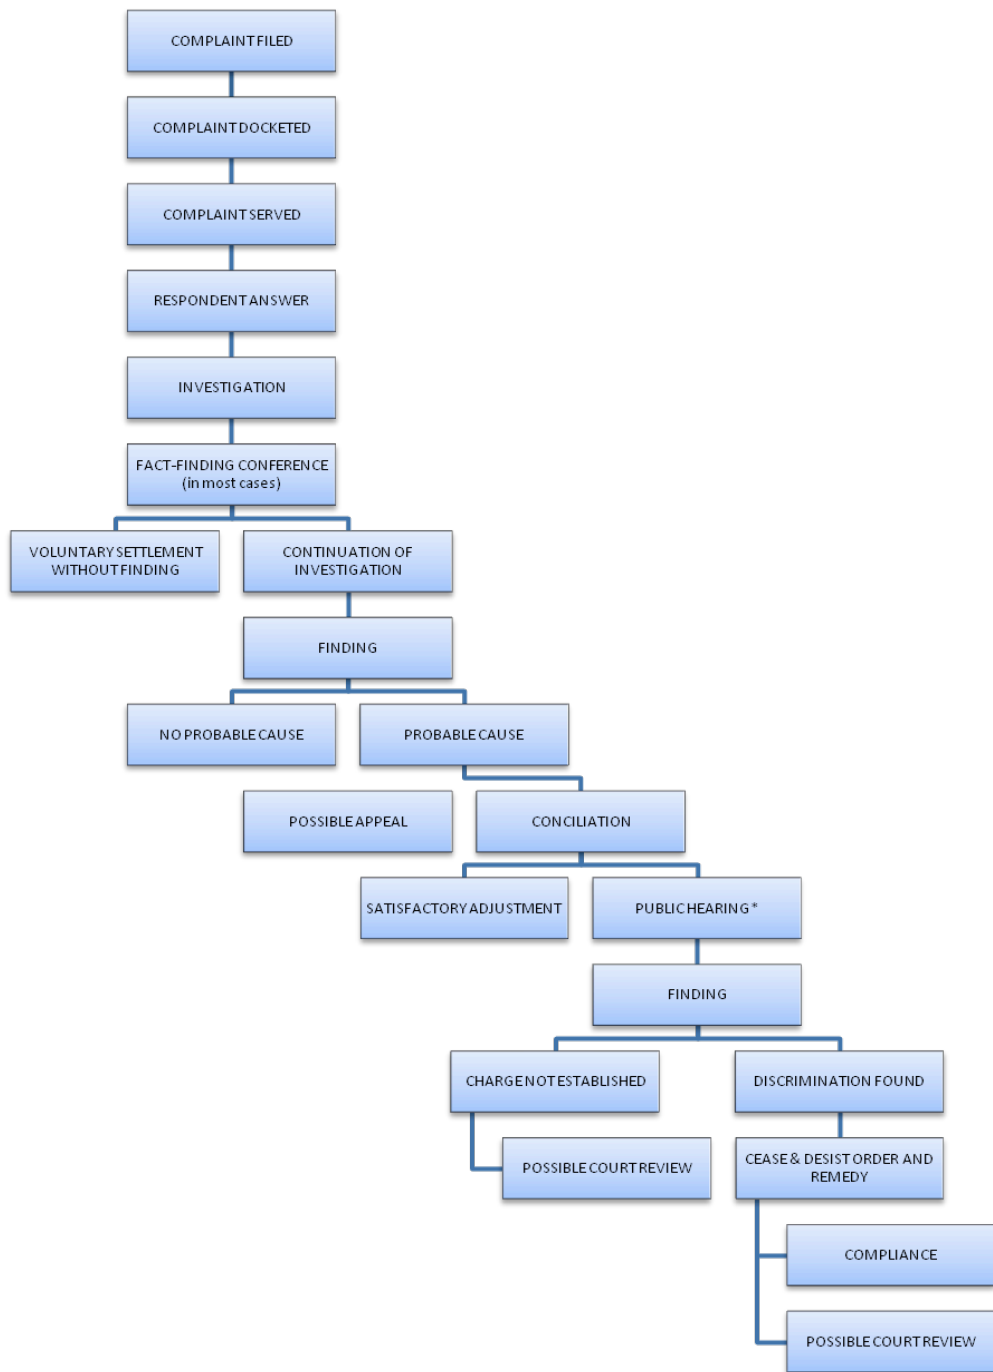 COMPLAINT FILED
COMPLAINT DOCKETED
COMPLAINT SERVED
RESPONDENT ANSWER
INVESTIGATION
FACT-FINDING CONFERENCE
(in most cases)
VOLUNTARY SETTLEMENT
WITHOUT FINDING
CONTINUATION OF
INVESTIGATION
FINDING
NO PROBABLE CAUSE
PROBABLE CAUSE
POSSIBLE APPEAL
CONCILIATION
SATISFACTORY ADJUSTMENT
PUBLIC HEARING *
FINDING
CHARGE NOT ESTABLISHED
DISCRIMINATION FOUND
POSSIBLE COURT REVIEW
CEASE & DESIST ORDER AND
REMEDY
COMPLIANCE
POSSIBLE COURT REVIEW